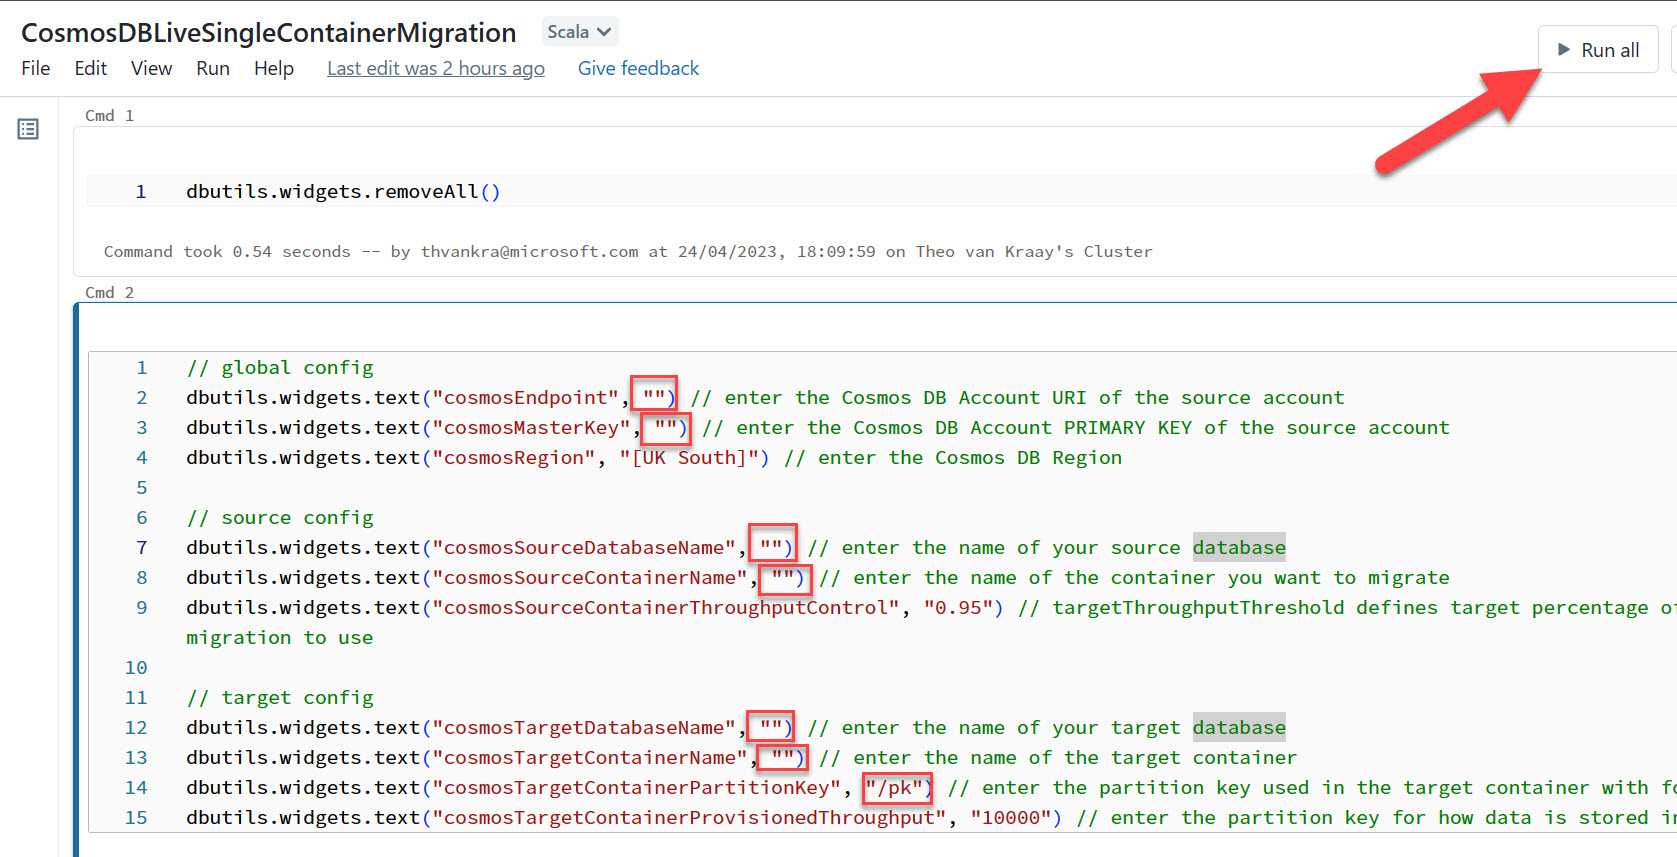 CosmosDBLiveSingleContainerMigration Scala
File Edit View Run Help Last edit was 2 hours ago Give feedback
Run all
Cmd 1
1 dbutils.widgets.removeAll()
Command took 0.54 seconds -- by thvankra@microsoft.com at 24/04/2023, 18:09:59 on Theo van Kraay's Cluster
Cmd 2
1 // global config
2 dbutils.widgets.text("cosmosEndpoint", "") // enter the Cosmos DB Account URI of the source account
3 dbutils.widgets.text("cosmosMasterKey", "") // enter the Cosmos DB Account PRIMARY KEY of the source account
4 dbutils.widgets.text("cosmosRegion", "[UK South]") // enter the Cosmos DB Region
5
6 // source config
7 dbutils.widgets.text("cosmosSourceDatabaseName", "") // enter the name of your source database
8 dbutils.widgets.text("cosmosSourceContainerName", "") // enter the name of the container you want to migrate
9 dbutils.widgets.text("cosmosSourceContainerThroughputControl", "0.95") // targetThroughputThreshold defines target percentage of
migration to use
10
11 // target config
12 dbutils.widgets.text("cosmosTargetDatabaseName", "") // enter the name of your target database
13 dbutils.widgets.text("cosmosTargetContainerName", "") // enter the name of the target container
14 dbutils.widgets.text("cosmosTargetContainerPartitionKey", "/pk") // enter the partition key used in the target container with
15 dbutils.widgets.text("cosmosTargetContainerProvisionedThroughput", "10000") // enter the partition key for how data is stored in